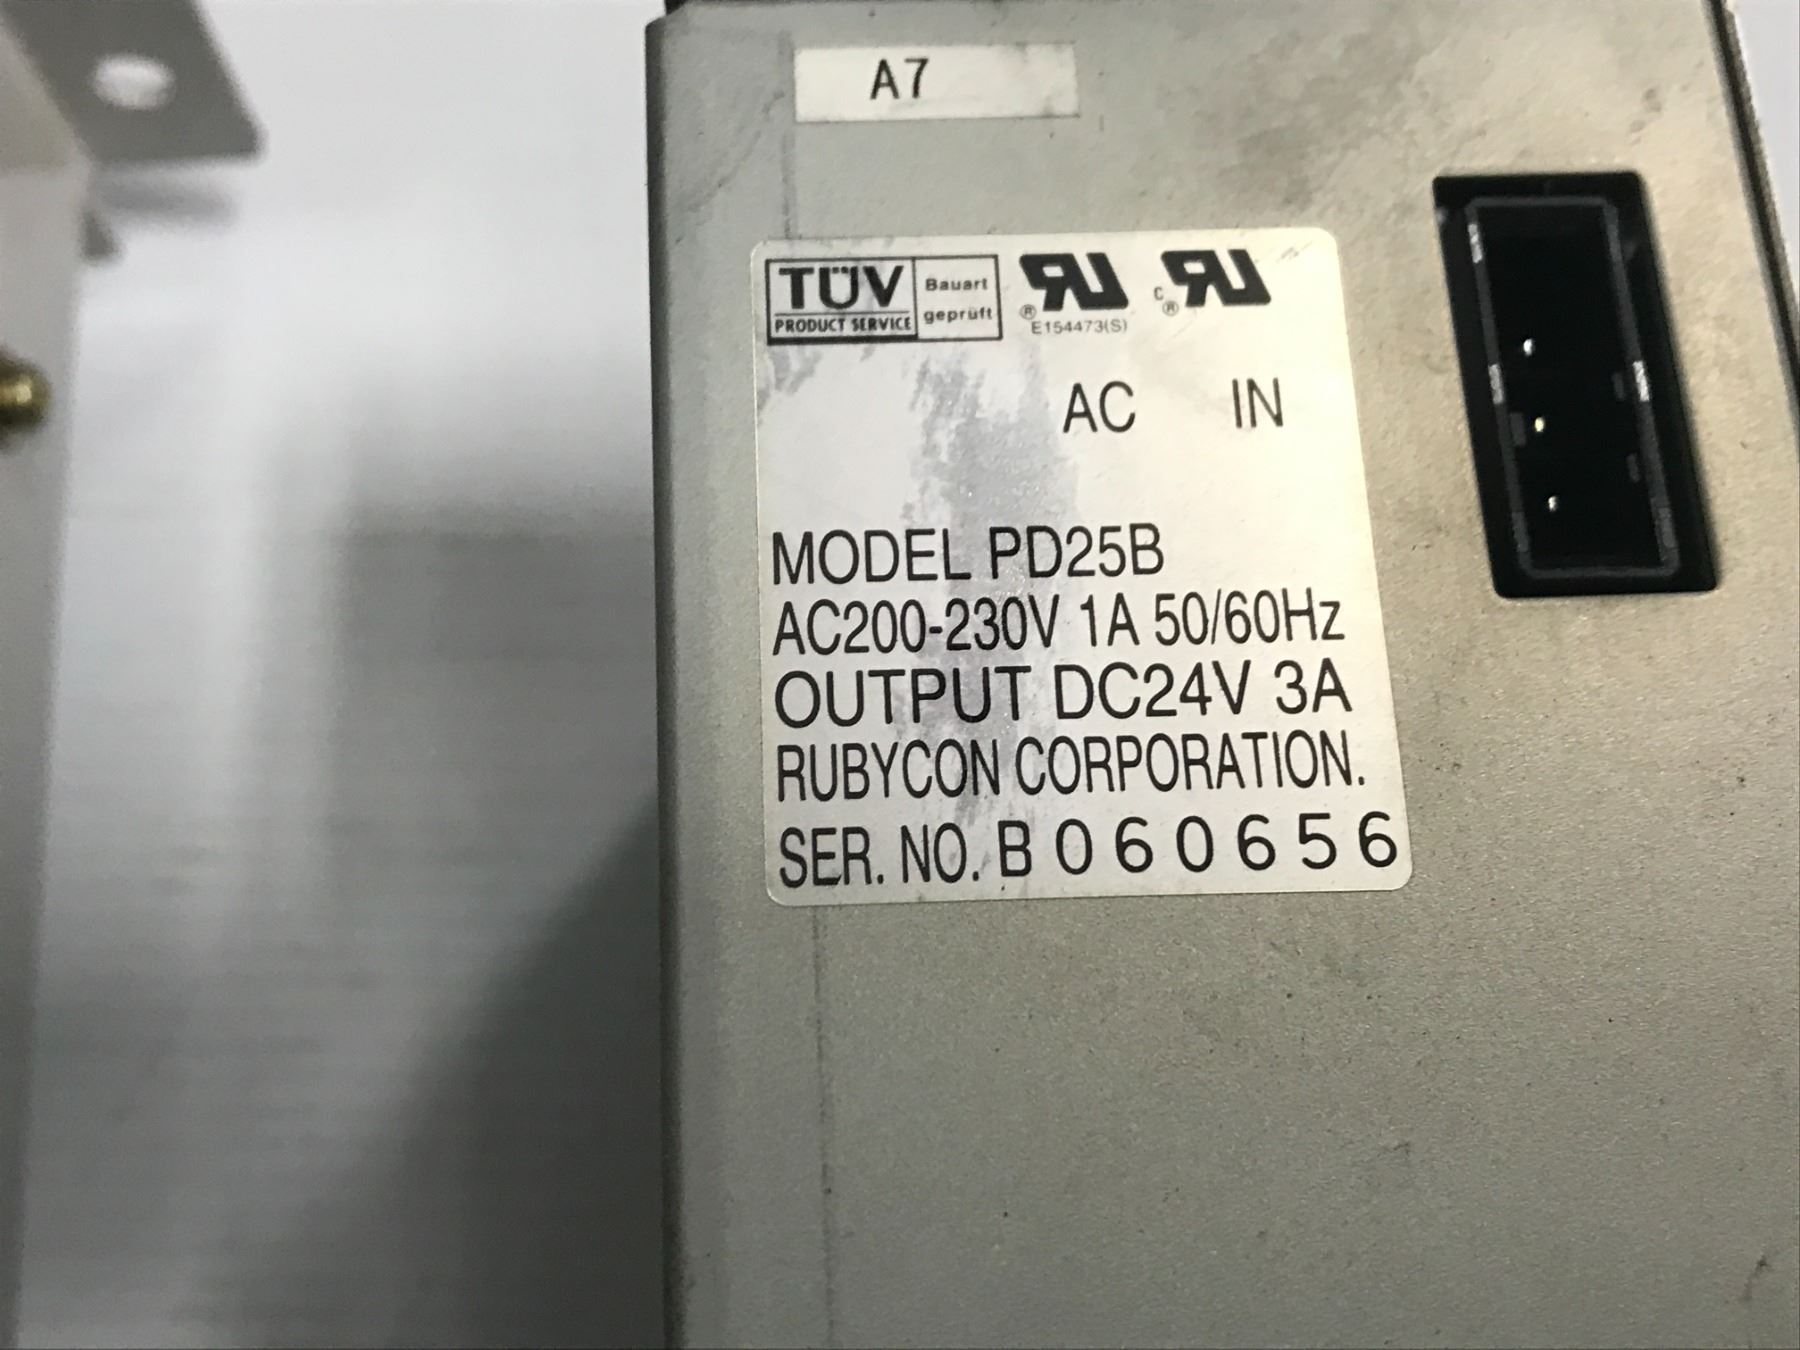 A7
TÜV
PRODUCT SERVICE
Bauart
geprüft
E154473(S)
AC IN
MODEL PD25B
AC200-230V 1A 50/60Hz
OUTPUT DC24V 3A
RUBYCON CORPORATION.
SER. NO. B 0 6 0 6 5 6